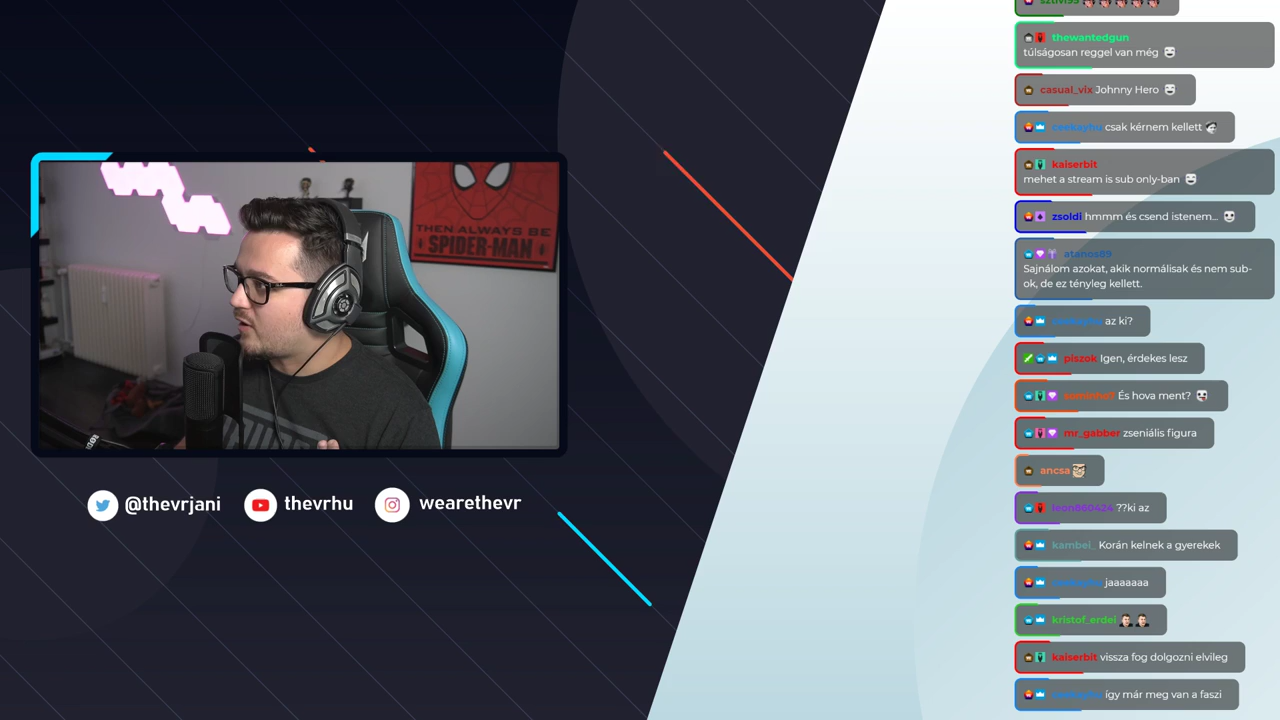 THEN ALWAYS BE
SPIDER-MAN
@thevrjani
thevrhu
wearethevr
sztivi93
thewantedgun
túlságosan reggel van még
casual_vix Johnny Hero
csak kérnem kellett
kaiserbit
mehet a stream is sub only-ban
zsoldi hmmm és csend istenem...
atanos89
Sajnálom azokat, akik normálisak és nem sub-
ok, de ez tényleg kellett.
az ki?
piszok Igen, érdekes lesz
És hova ment?
mr_gabber zseniális figura
ancsa
leon660424 ??ki az
kambei_ Korán kelnek a gyerekek
jaaaaaaa
kristof_erdei
kaiserbit vissza fog dolgozni elvileg
így már meg van a faszi